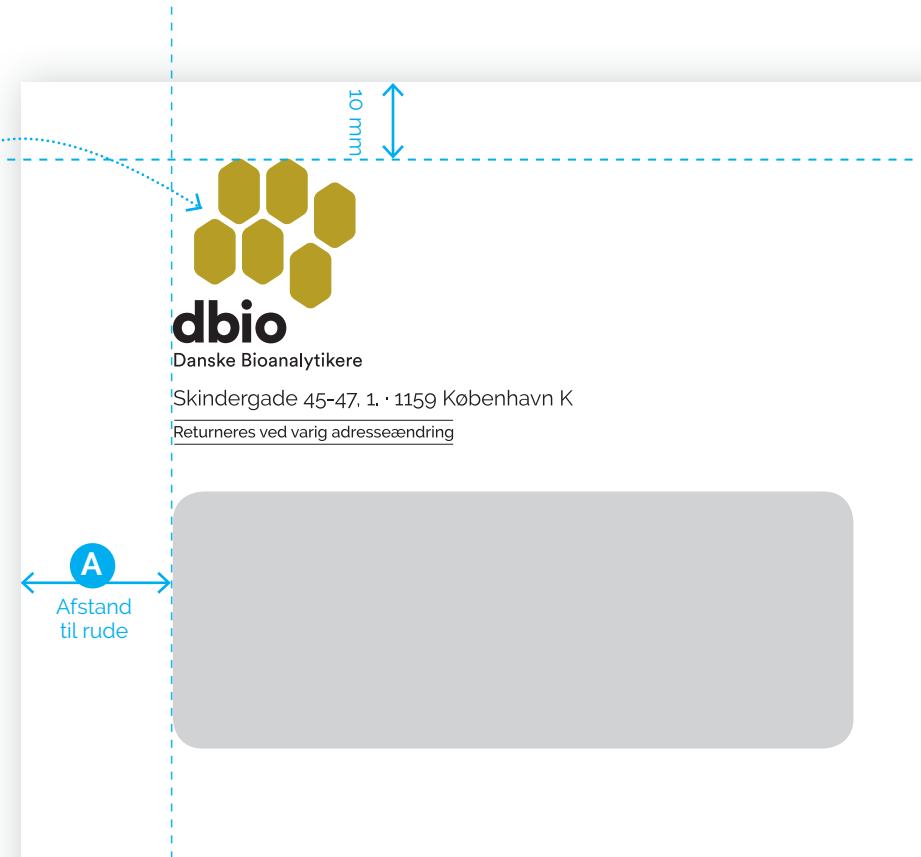 10 mm
dbio
Danske Bioanalytikere
Skindergade 45-47, 1. · 1159 København K
Returneres ved varig adresseændring
A
Afstand
til rude